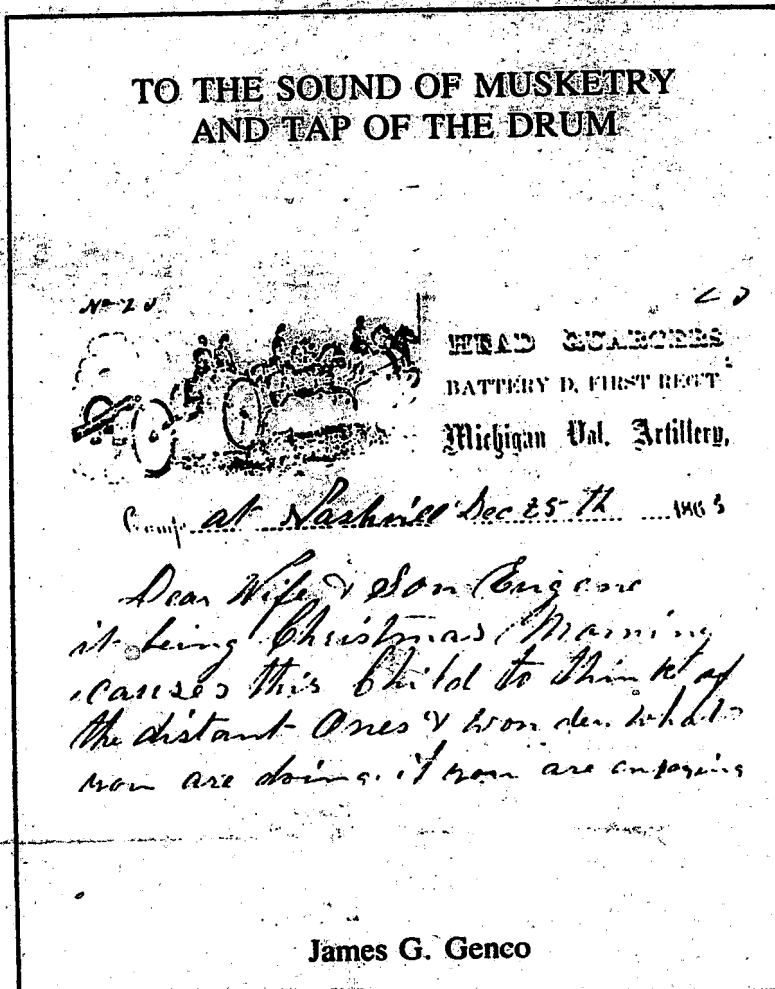 TO THE SOUND OF MUSKETRY
AND TAP OF THE DRUM
No 20
HEAD QUARTERS
BATTERY D, FIRST REG'T
Michigan Vol. Artillery,
Camp at Nashville Dec 25th 1863
Dear Wife & Son Eugene
it being Christmas Morning
causes this Child to think of
the distant Ones & wonder what
you are doing. if you are enjoying
James G. Genco